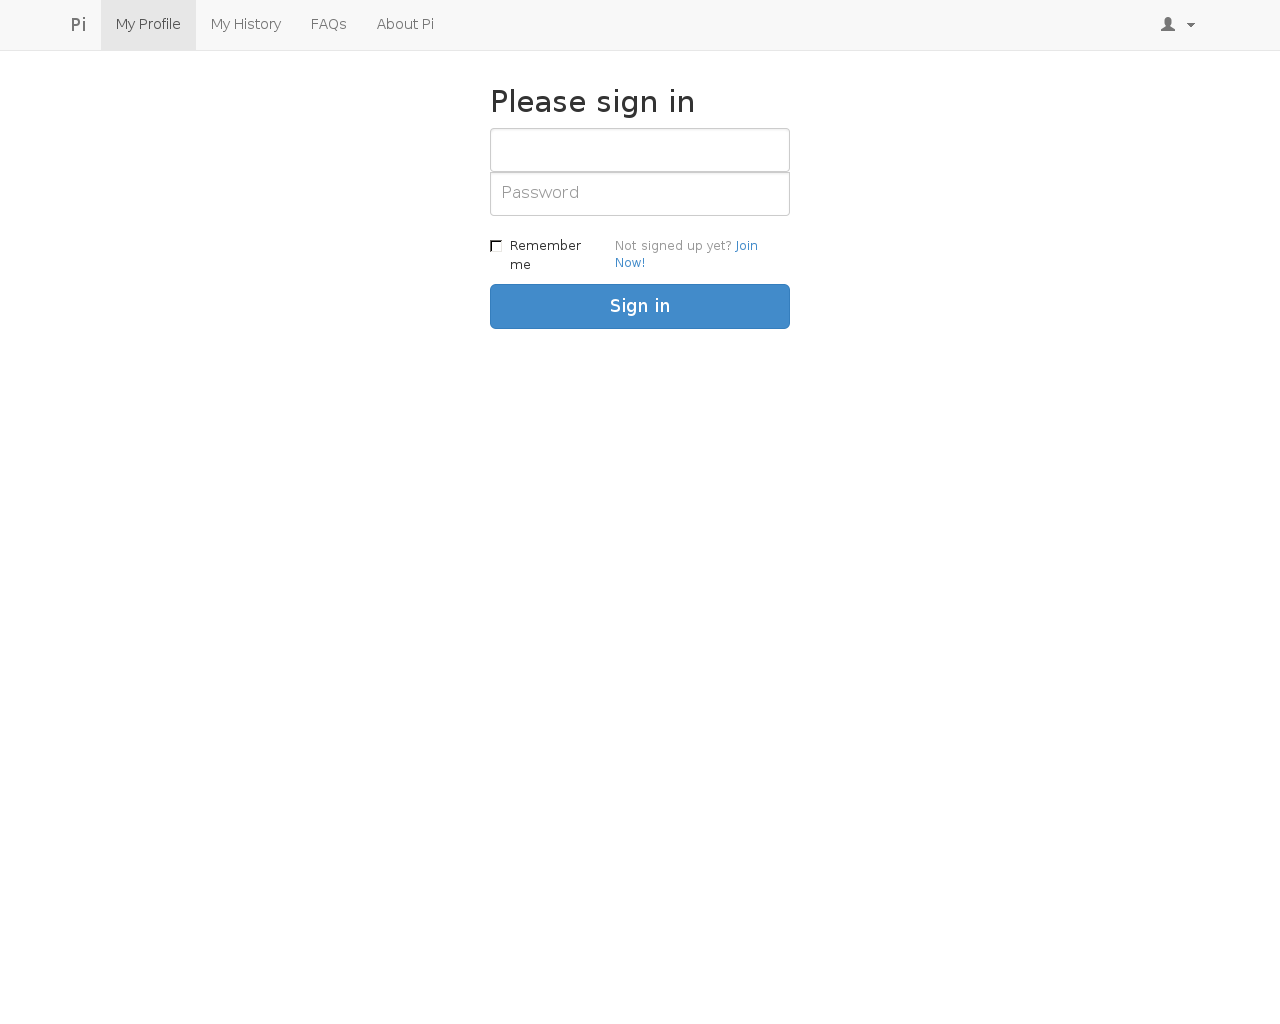 Pi My Profile My History FAQs About Pi
Please sign in
Password
Remember me
Not signed up yet? Join Now!
Sign in